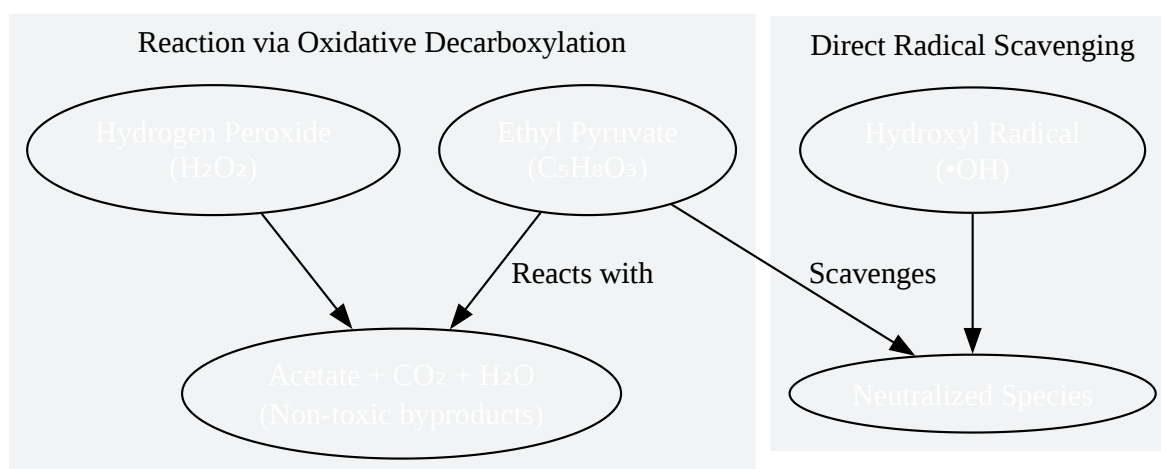 Reaction via Oxidative Decarboxylation
Hydrogen Peroxide
(H₂O₂)
Ethyl Pyruvate
(C₅H₈O₃)
Reacts with
Acetate + CO₂ + H₂O
(Non-toxic byproducts)
Direct Radical Scavenging
Hydroxyl Radical
(•OH)
Scavenges
Neutralized Species